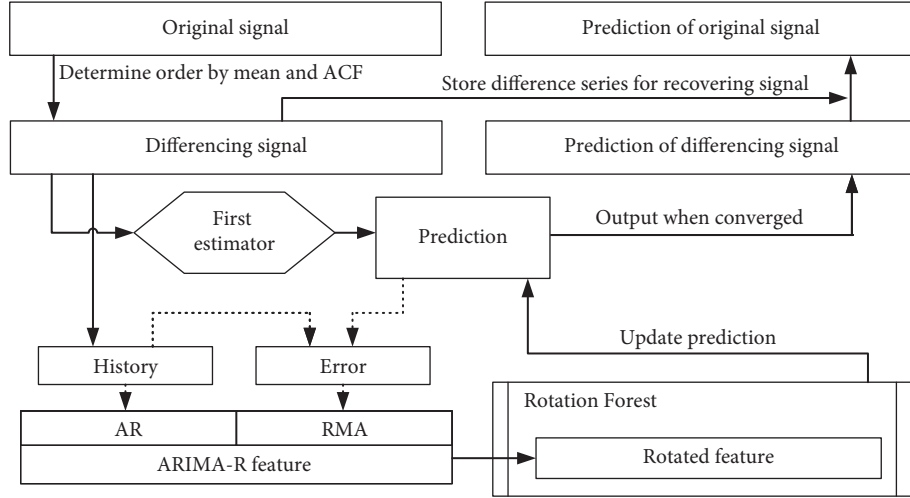 Original signal
Prediction of original signal
Determine order by mean and ACF
Store difference series for recovering signal
Differencing signal
Prediction of differencing signal
First
estimator
Prediction
Output when converged
Update prediction
History
Error
Rotation Forest
AR
RMA
ARIMA-R feature
Rotated feature